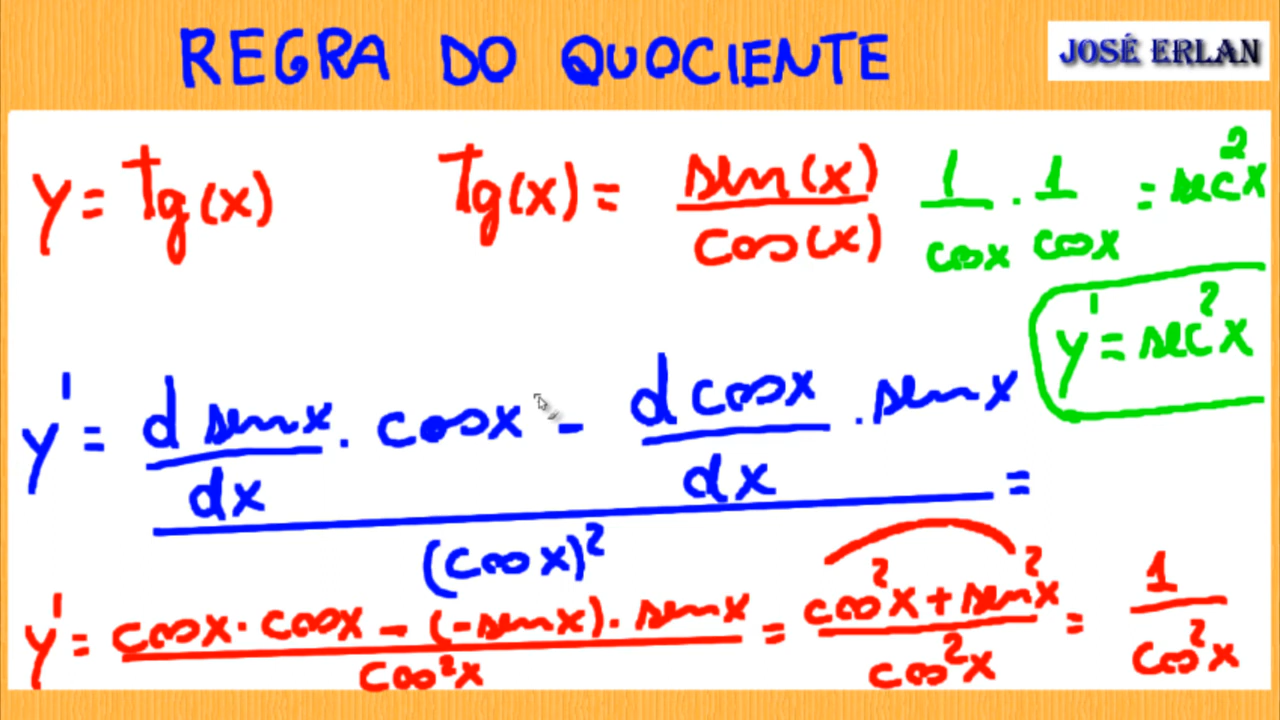 REGRA DO QUOCIENTE
JOSÉ ERLAN
y = Tg(x)
Tg(x) = sen(x)/cos(x)
1/cosx · 1/cosx = sec²x
y' = sec²x
y' = (d senx/dx · cosx - d cosx/dx · senx)/(cosx)² =
y' = (cosx · cosx - (-senx) · senx)/cos²x = (cos²x + sen²x)/cos²x = 1/cos²x